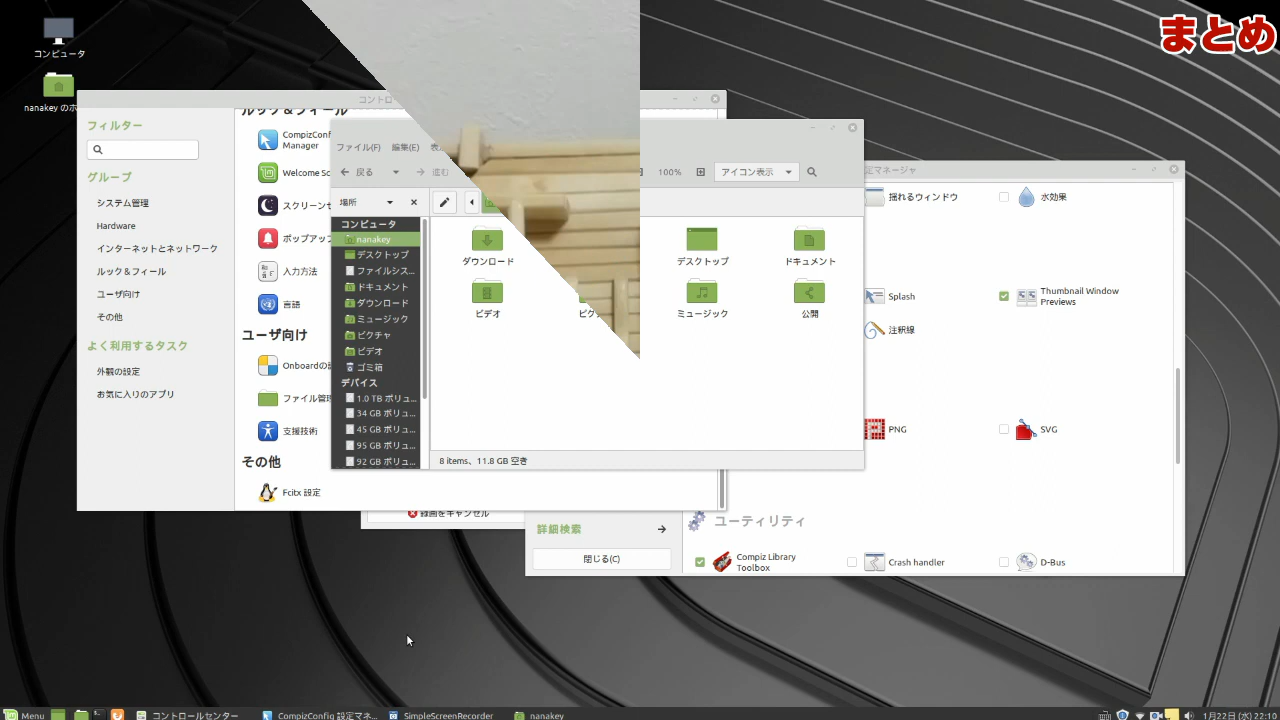 まとめ
コンピュータ
nanakey のホ
コントロ
ルック＆フィール
フィルター
グループ
システム管理
Hardware
インターネットとネットワーク
ルック＆フィール
ユーザ向け
その他
よく利用するタスク
外観の設定
お気に入りのアプリ
CompizConf
Manager
Welcome Sc
スクリーンセ
ポップアップ
入力方法
言語
ユーザ向け
Onboardの設
ファイル管理
支援技術
その他
Fcitx 設定
ファイル(F) 編集(E)
戻る 進む
100% アイコン表示
場所
コンピュータ
nanakey
デスクトップ
ファイルシス...
ドキュメント
ダウンロード
ミュージック
ピクチャ
ビデオ
ゴミ箱
デバイス
1.0 TB ボリュ...
34 GB ボリュ...
45 GB ボリュ...
95 GB ボリュ...
92 GB ボリュ...
ダウンロード デスクトップ ドキュメント
ビデオ ピク ミュージック 公開
8 items、11.8 GB 空き
定マネージャ
揺れるウィンドウ 水効果
Splash Thumbnail Window
Previews
注釈線
PNG SVG
ユーティリティ
Compiz Library
Toolbox
Crash handler D-Bus
録画をキャンセル
詳細検索
閉じる(C)
Menu コントロールセンター CompizConfig 設定マネ... SimpleScreenRecorder nanakey 1月22日 (水) 22:10